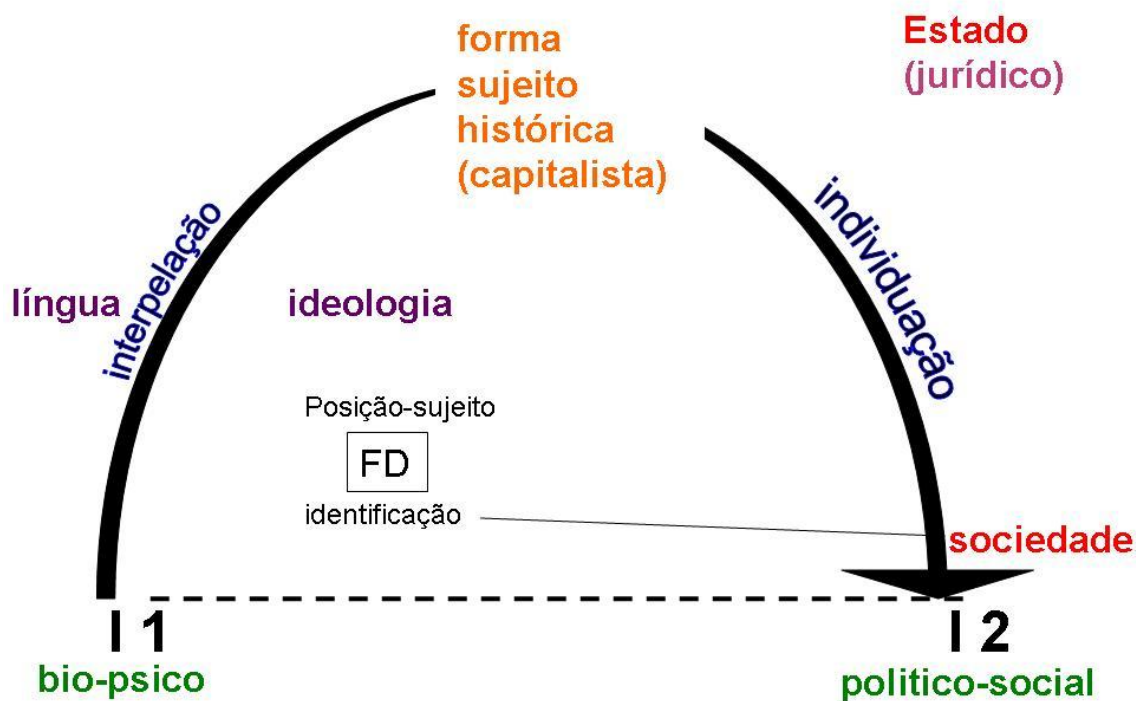 forma
sujeito
histórica
(capitalista)
Estado
(jurídico)
interpelação
individuação
língua
ideologia
Posição-sujeito
FD
identificação
sociedade
I 1
bio-psico
I 2
politico-social